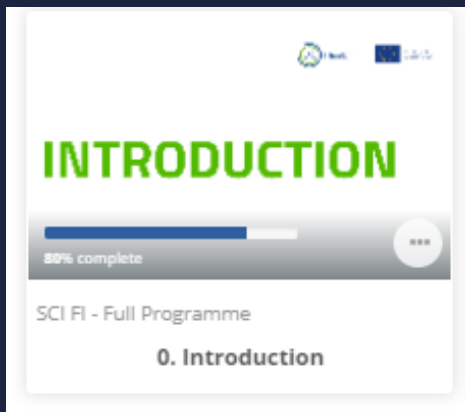 INTRODUCTION
80% complete
SCI FI - Full Programme
0. Introduction